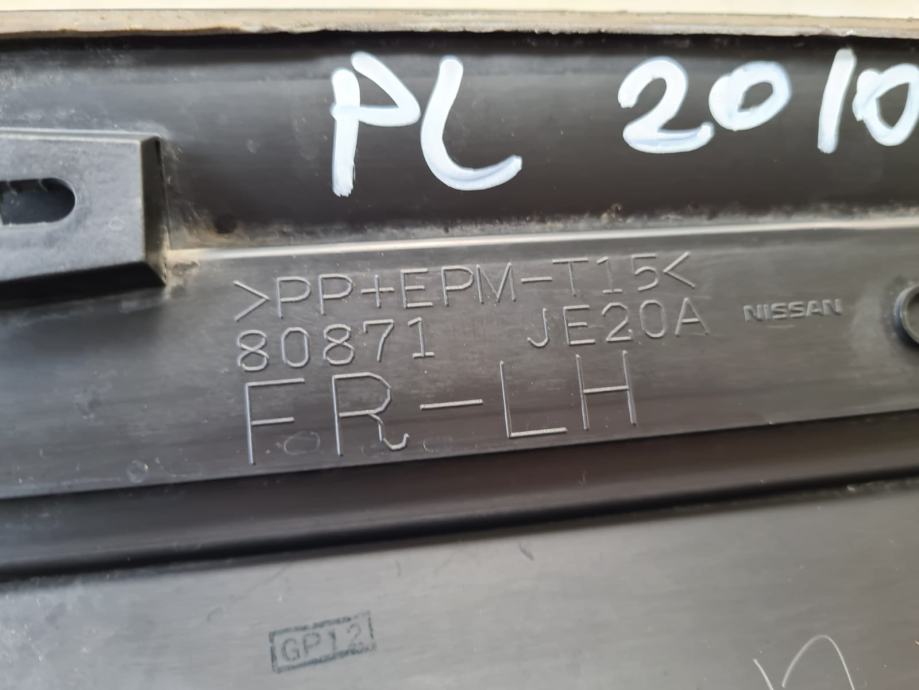 PL 2010
>PP+EPM-T15<
80871 JE20A NISSAN
FR-LH
GP12